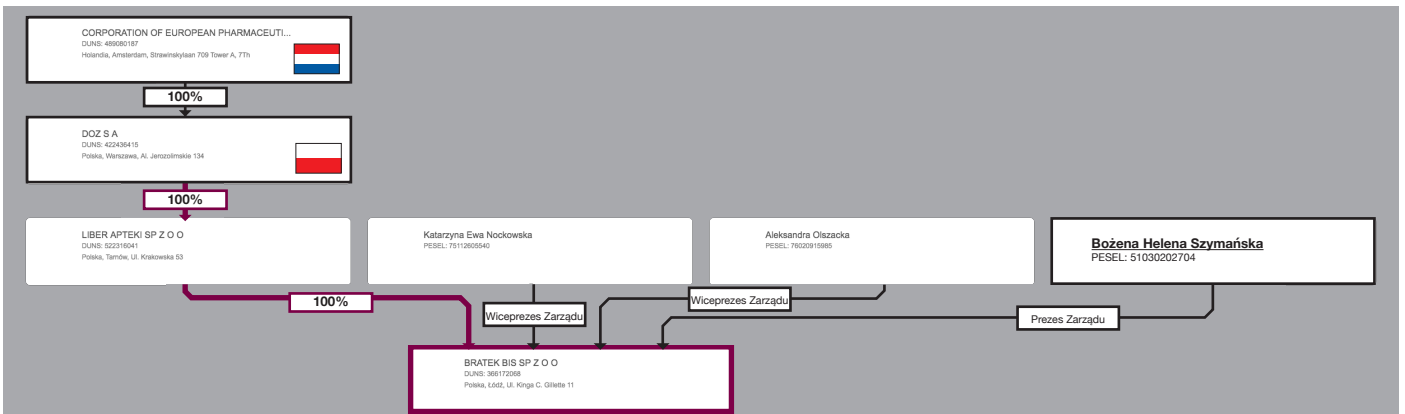 CORPORATION OF EUROPEAN PHARMACEUTI...
DUNS: 489080187
Holandia, Amsterdam, Strawinskylaan 709 Tower A, 7Th
100%
DOZ S A
DUNS: 422436415
Polska, Warszawa, Al. Jerozolimskie 134
100%
LIBER APTEKI SP Z O O
DUNS: 522316041
Polska, Tarnów, Ul. Krakowska 53
Katarzyna Ewa Nockowska
PESEL: 75112605540
Aleksandra Olszacka
PESEL: 76020915985
Bożena Helena Szymańska
PESEL: 51030202704
100%
Wiceprezes Zarządu
Wiceprezes Zarządu
Prezes Zarządu
BRATEK BIS SP Z O O
DUNS: 366172068
Polska, Łódź, Ul. Kinga C. Gillette 11